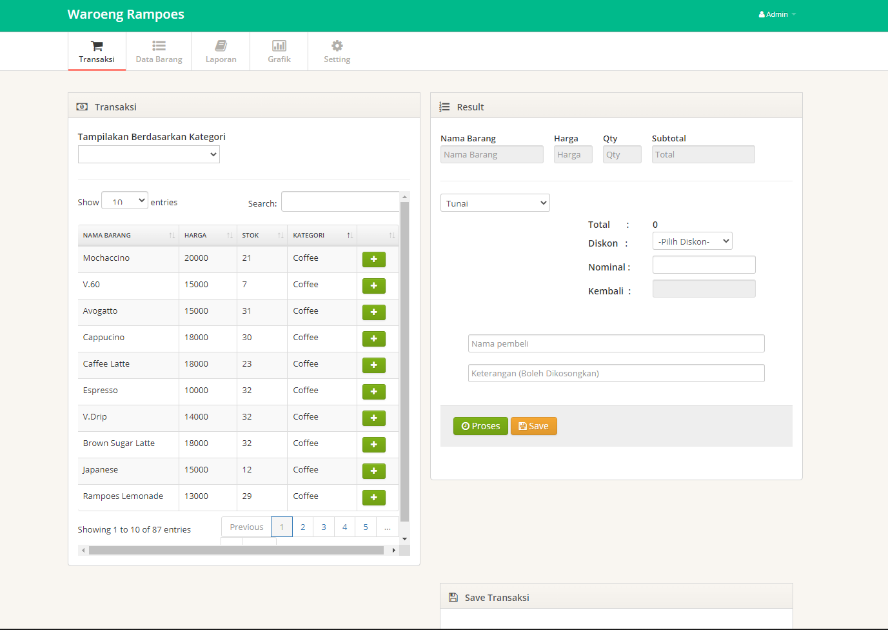 Waroeng Rampoes
Admin
Transaksi
Data Barang
Laporan
Grafik
Setting
Transaksi
Tampilakan Berdasarkan Kategori
Show 10 entries
Search:
NAMA BARANG HARGA STOK KATEGORI
Mochaccino 20000 21 Coffee
V.60 15000 7 Coffee
Avogatto 15000 31 Coffee
Cappucino 18000 30 Coffee
Caffee Latte 18000 23 Coffee
Espresso 10000 32 Coffee
V.Drip 14000 32 Coffee
Brown Sugar Latte 18000 32 Coffee
Japanese 15000 12 Coffee
Rampoes Lemonade 13000 29 Coffee
Showing 1 to 10 of 87 entries
Previous 1 2 3 4 5 ...
Result
Nama Barang Harga Qty Subtotal
Nama Barang Harga Qty Total
Tunai
Total : 0
Diskon : -Pilih Diskon-
Nominal :
Kembali :
Nama pembeli
Keterangan (Boleh Dikosongkan)
Proses Save
Save Transaksi